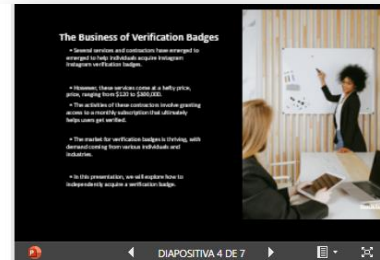 The Business of Verification Badges
• Several services and contractors have emerged to
emerged to help individuals acquire Instagram
Instagram verification badges.
• However, these services come at a hefty price,
price, ranging from $120 to $300,000.
• The activities of these contractors involve granting
access to a monthly subscription that ultimately
helps users get verified.
• The market for verification badges is thriving, with
demand coming from various individuals and
industries.
• In this presentation, we will explore how to
independently acquire a verification badge.
DIAPOSITIVA 4 DE 7